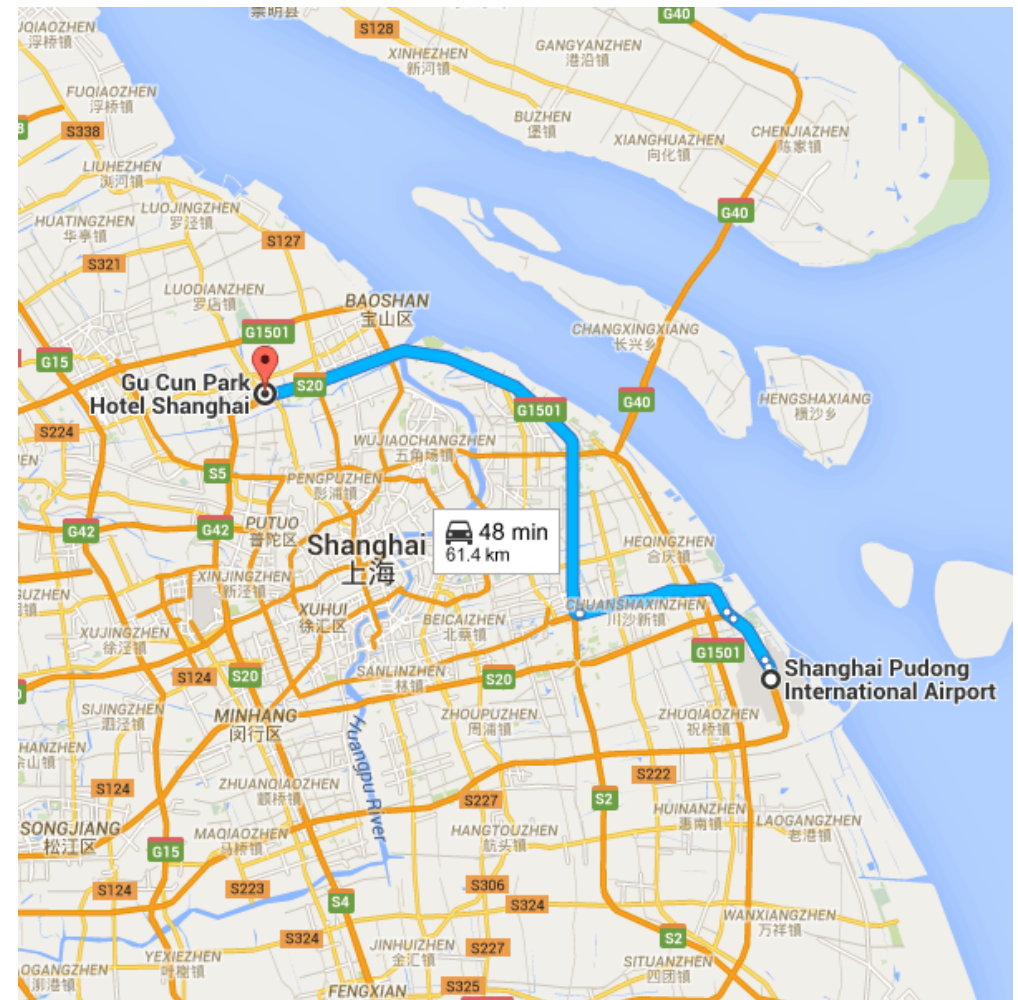 崇明县
G40
JQIAOZHEN
浮桥镇
S128
GANGYANZHEN
港沿镇
XINHEZHEN
新河镇
FUQIAOZHEN
浮桥镇
BUZHEN
堡镇
S338
CHENJIAZHEN
陈家镇
XIANGHUAZHEN
向化镇
LIUHEZHEN
浏河镇
LUOJINGZHEN
罗泾镇
G40
HUATINGZHEN
华亭镇
S127
S321
LUODIANZHEN
罗店镇
BAOSHAN
宝山区
G1501
CHANGXINGXIANG
长兴乡
G15
Gu Cun Park
Hotel Shanghai
S20
G1501
G40
HENGSHAXIANG
横沙乡
S224
WUJIAOCHANGZHEN
五角场镇
S5
PENGPUZHEN
彭浦镇
G42
G42
PUTUO
普陀区
48 min
61.4 km
Shanghai
上海
HEQINGZHEN
合庆镇
XINJINGZHEN
新泾镇
XUHUI
徐汇区
CHUANSHAXINZHEN
川沙新镇
BEICAIZHEN
北蔡镇
XUJINGZHEN
徐泾镇
G1501
S124
S20
SANLINZHEN
三林镇
S20
Shanghai Pudong
International Airport
SIJINGZHEN
泗泾镇
MINHANG
闵行区
ZHOUPUZHEN
周浦镇
ZHUQIAOZHEN
祝桥镇
Huangpu River
S124
ZHUANQIAOZHEN
颛桥镇
S222
S227
S2
HUINANZHEN
惠南镇
LAOGANGZHEN
老港镇
SONGJIANG
松江区
MAQIAOZHEN
马桥镇
HANGTOUZHEN
航头镇
G15
S124
S223
S306
S4
S324
WANXIANGZHEN
万祥镇
S324
JINHUIZHEN
金汇镇
S227
S2
YEXIEZHEN
叶榭镇
SITUANZHEN
四团镇
OGANGZHEN
泖港镇
FENGXIAN
S325